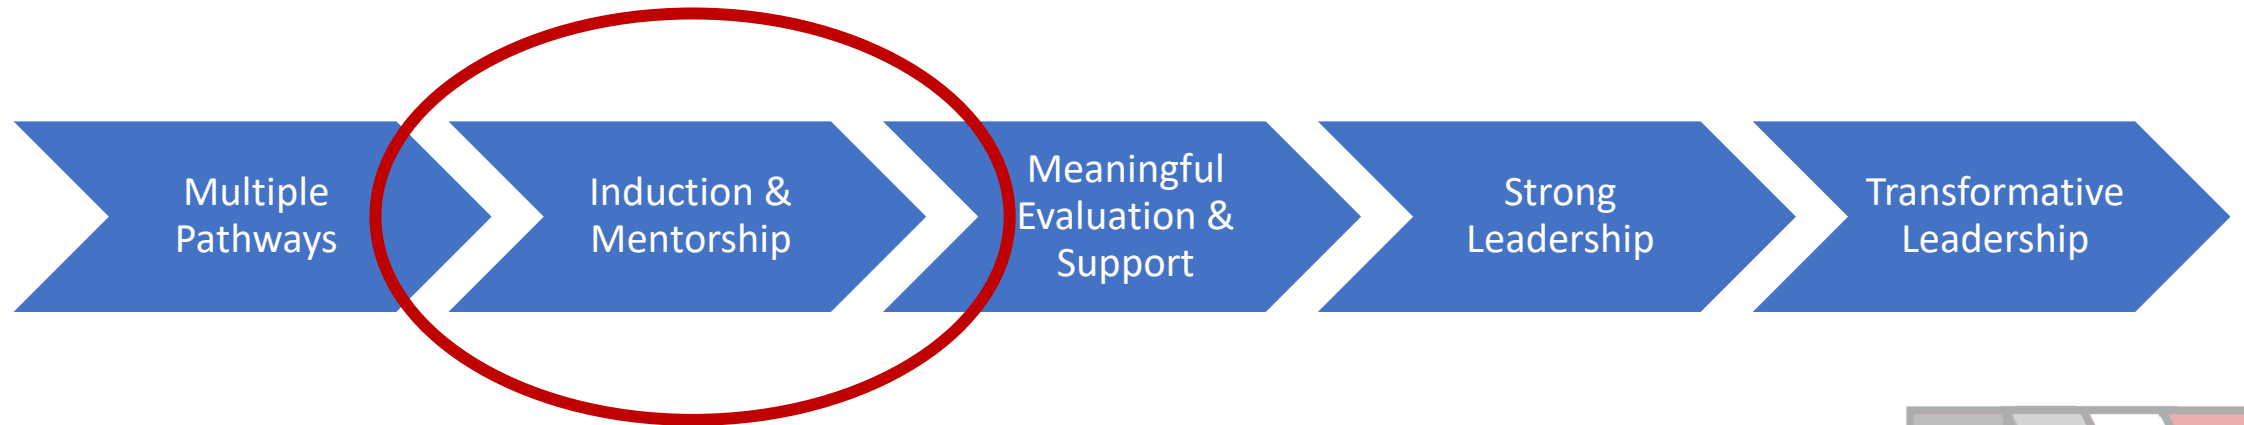 Multiple
Pathways
Induction &
Mentorship
Meaningful
Evaluation &
Support
Strong
Leadership
Transformative
Leadership